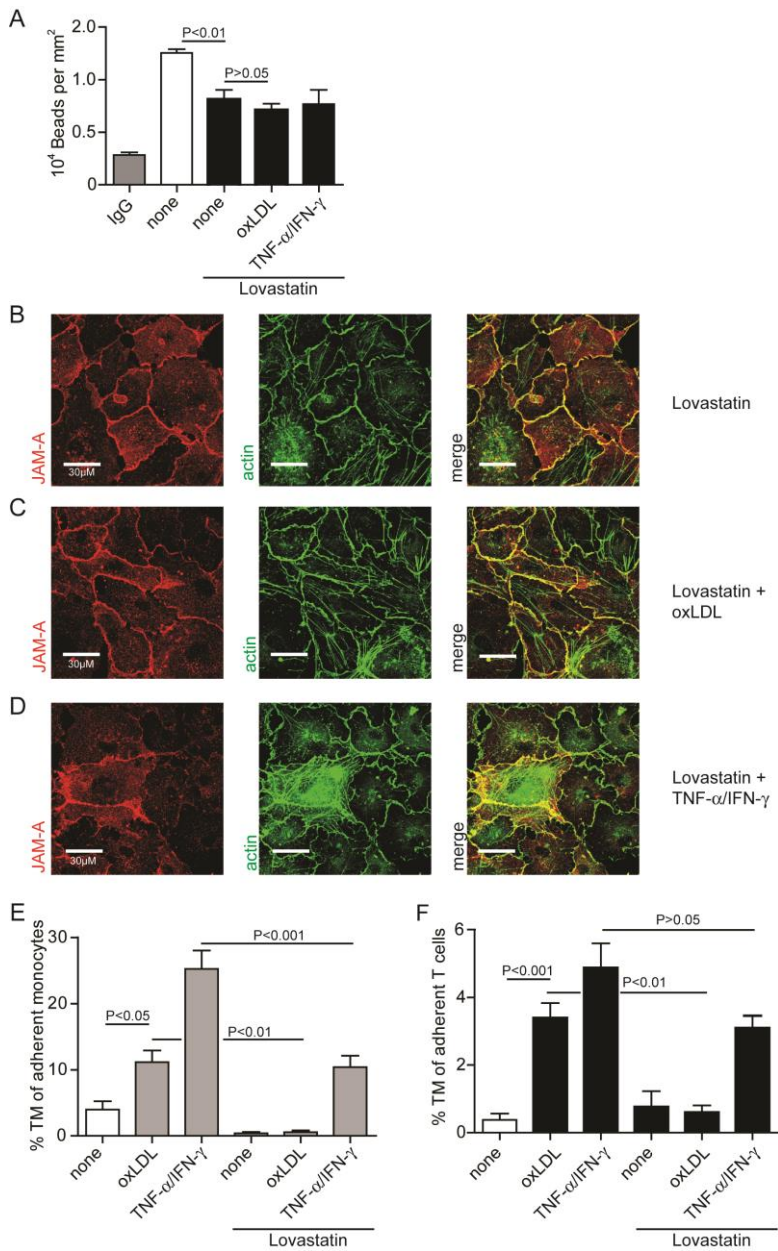 A
10⁴ Beads per mm²
2.0
1.0
0.5
0
P<0.01
P>0.05
IgG
none
none
oxLDL
TNF-α/IFN-γ
Lovastatin
B
JAM-A
30µM
actin
merge
Lovastatin
C
JAM-A
30µM
actin
merge
Lovastatin +
oxLDL
D
JAM-A
30µM
actin
merge
Lovastatin +
TNF-α/IFN-γ
E
% TM of adherent monocytes
30
20
10
0
P<0.05
P<0.001
P<0.01
none
oxLDL
TNF-α/IFN-γ
none
oxLDL
TNF-α/IFN-γ
Lovastatin
F
% TM of adherent T cells
6
4
2
0
P<0.001
P>0.05
P<0.01
none
oxLDL
TNF-α/IFN-γ
none
oxLDL
TNF-α/IFN-γ
Lovastatin